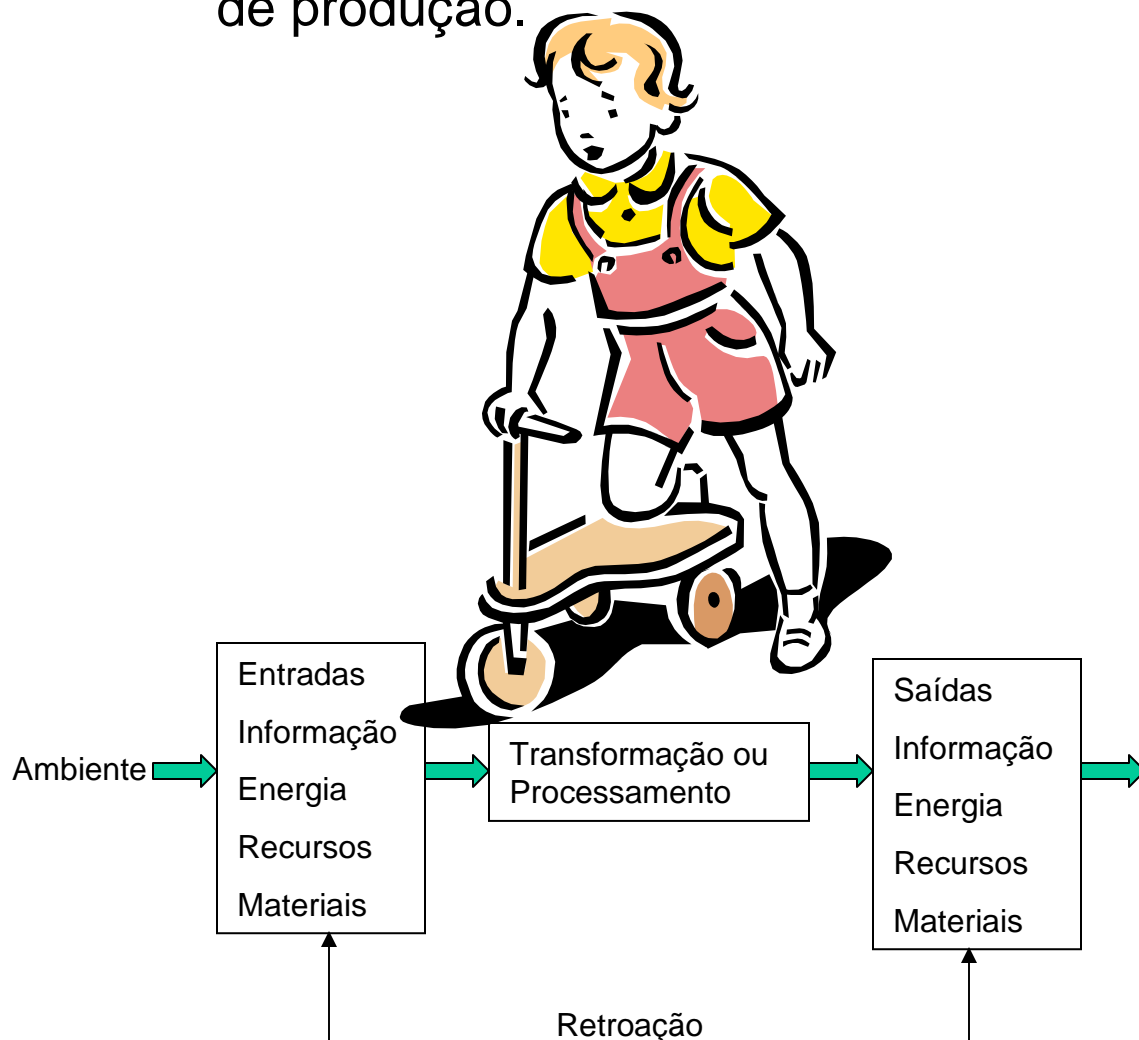 de produção.
Ambiente
Entradas
Informação
Energia
Recursos
Materiais
Transformação ou
Processamento
Saídas
Informação
Energia
Recursos
Materiais
Retroação